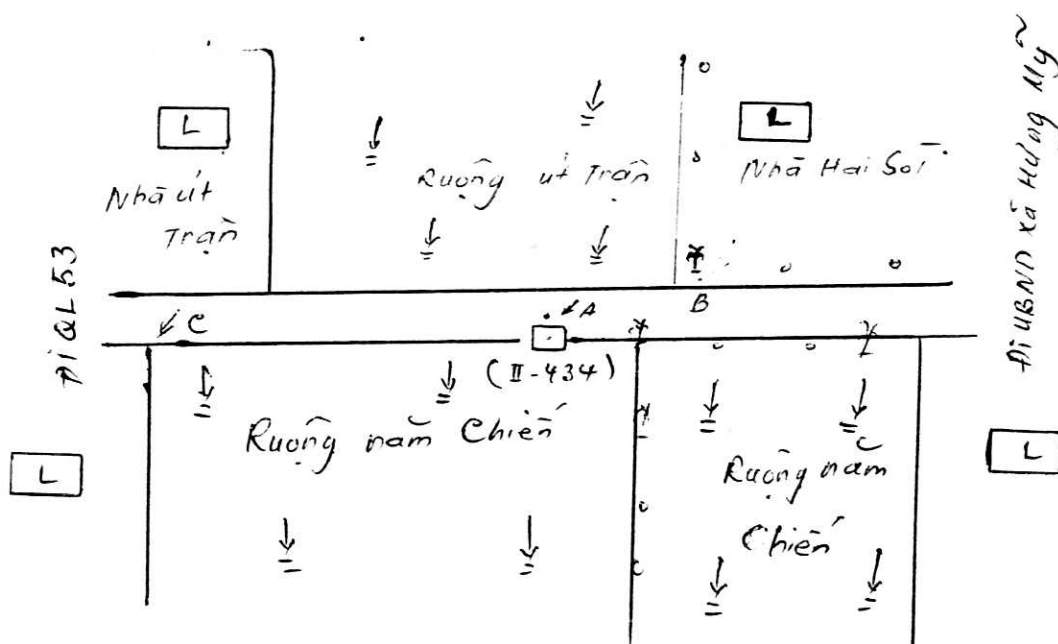 L
Nhà út
Trận
Ruộng út Trận
L
Nhà Hai Sơi
Đi QL53
Đi UBND xã Hưng Mỹ
A
B
C
(II-434)
Ruộng năm Chiến
Ruộng năm
Chiến
L
L